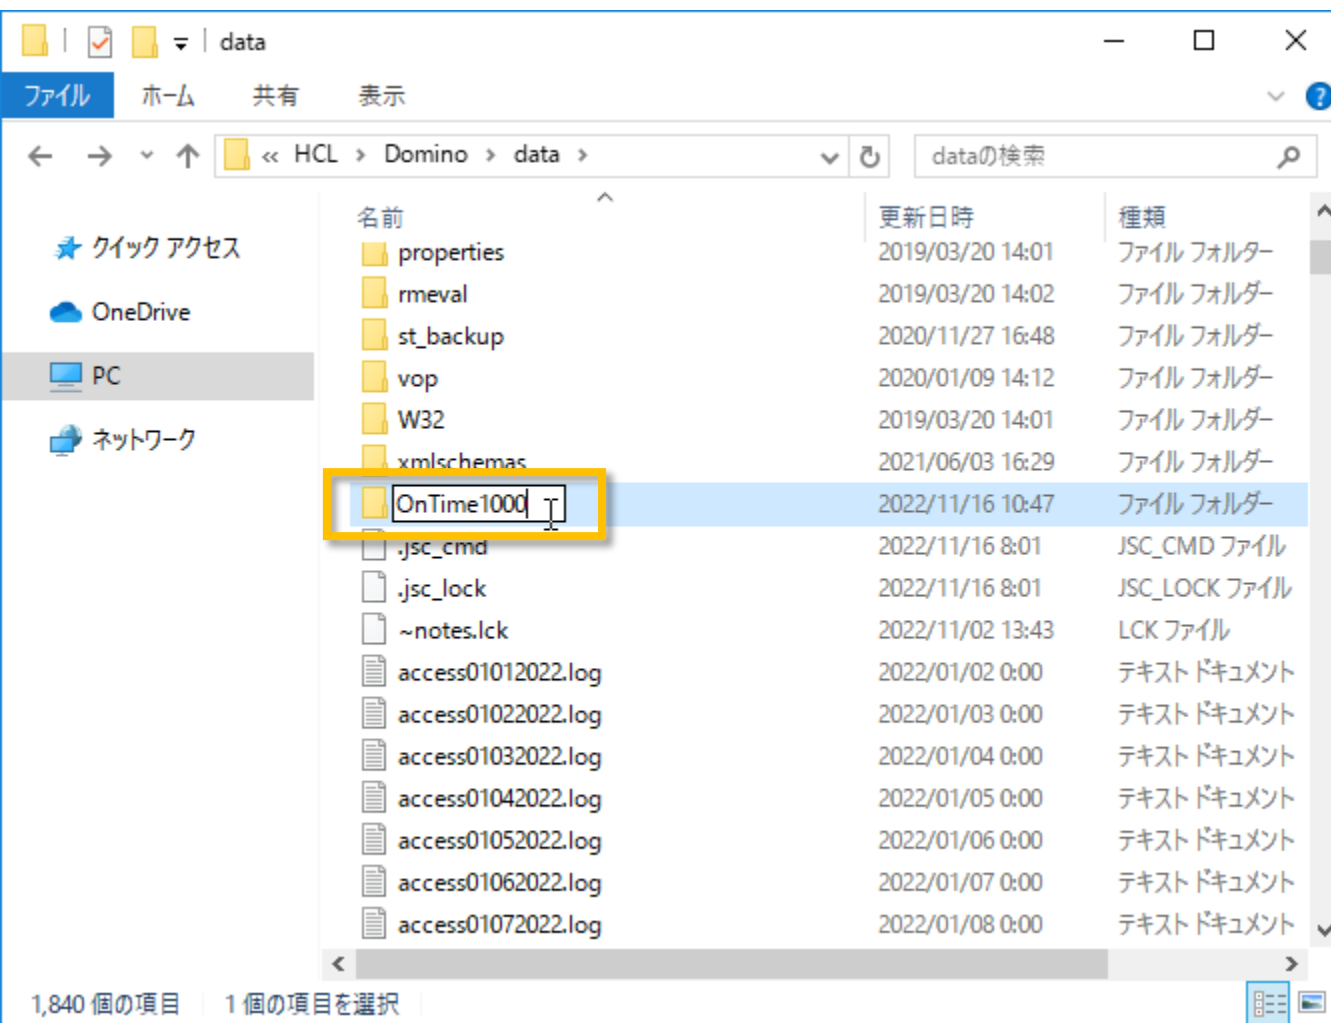 data
ファイル ホーム 共有 表示
« HCL > Domino > data >
dataの検索
名前 更新日時 種類
クイック アクセス
OneDrive
PC
ネットワーク
properties 2019/03/20 14:01 ファイル フォルダー
rmeval 2019/03/20 14:02 ファイル フォルダー
st_backup 2020/11/27 16:48 ファイル フォルダー
vop 2020/01/09 14:12 ファイル フォルダー
W32 2019/03/20 14:01 ファイル フォルダー
xmlschemas 2021/06/03 16:29 ファイル フォルダー
OnTime1000 2022/11/16 10:47 ファイル フォルダー
.jsc_cmd 2022/11/16 8:01 JSC_CMD ファイル
.jsc_lock 2022/11/16 8:01 JSC_LOCK ファイル
~notes.lck 2022/11/02 13:43 LCK ファイル
access01012022.log 2022/01/02 0:00 テキスト ドキュメント
access01022022.log 2022/01/03 0:00 テキスト ドキュメント
access01032022.log 2022/01/04 0:00 テキスト ドキュメント
access01042022.log 2022/01/05 0:00 テキスト ドキュメント
access01052022.log 2022/01/06 0:00 テキスト ドキュメント
access01062022.log 2022/01/07 0:00 テキスト ドキュメント
access01072022.log 2022/01/08 0:00 テキスト ドキュメント
1,840 個の項目 1 個の項目を選択